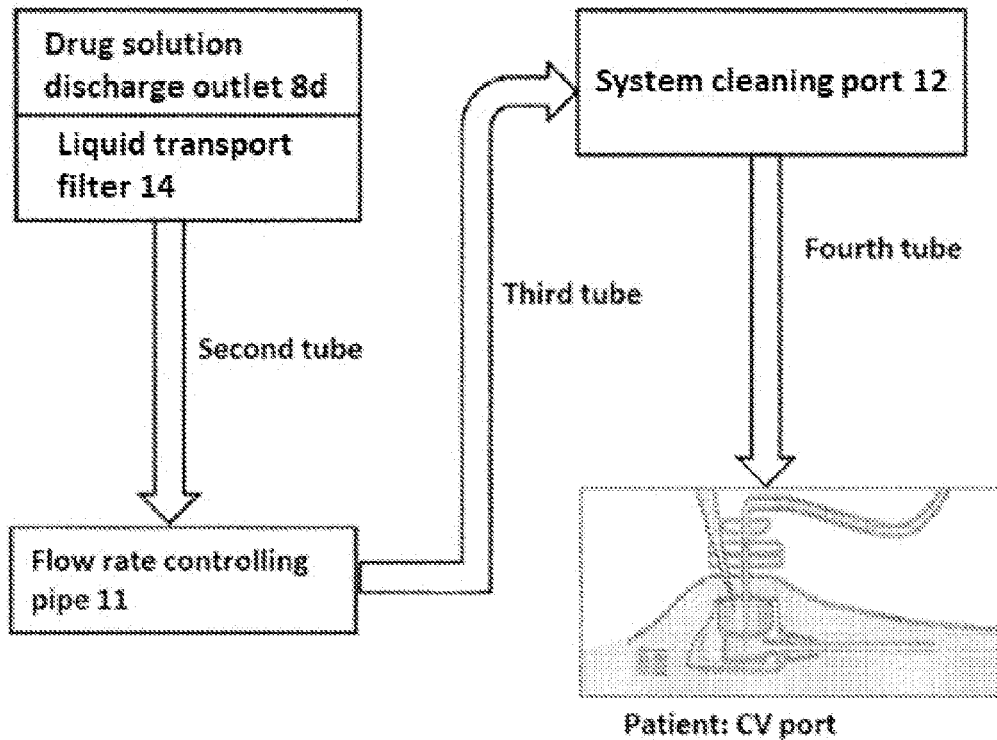 Drug solution
discharge outlet 8d
Liquid transport
filter 14
Second tube
Flow rate controlling
pipe 11
Third tube
System cleaning port 12
Fourth tube
Patient: CV port